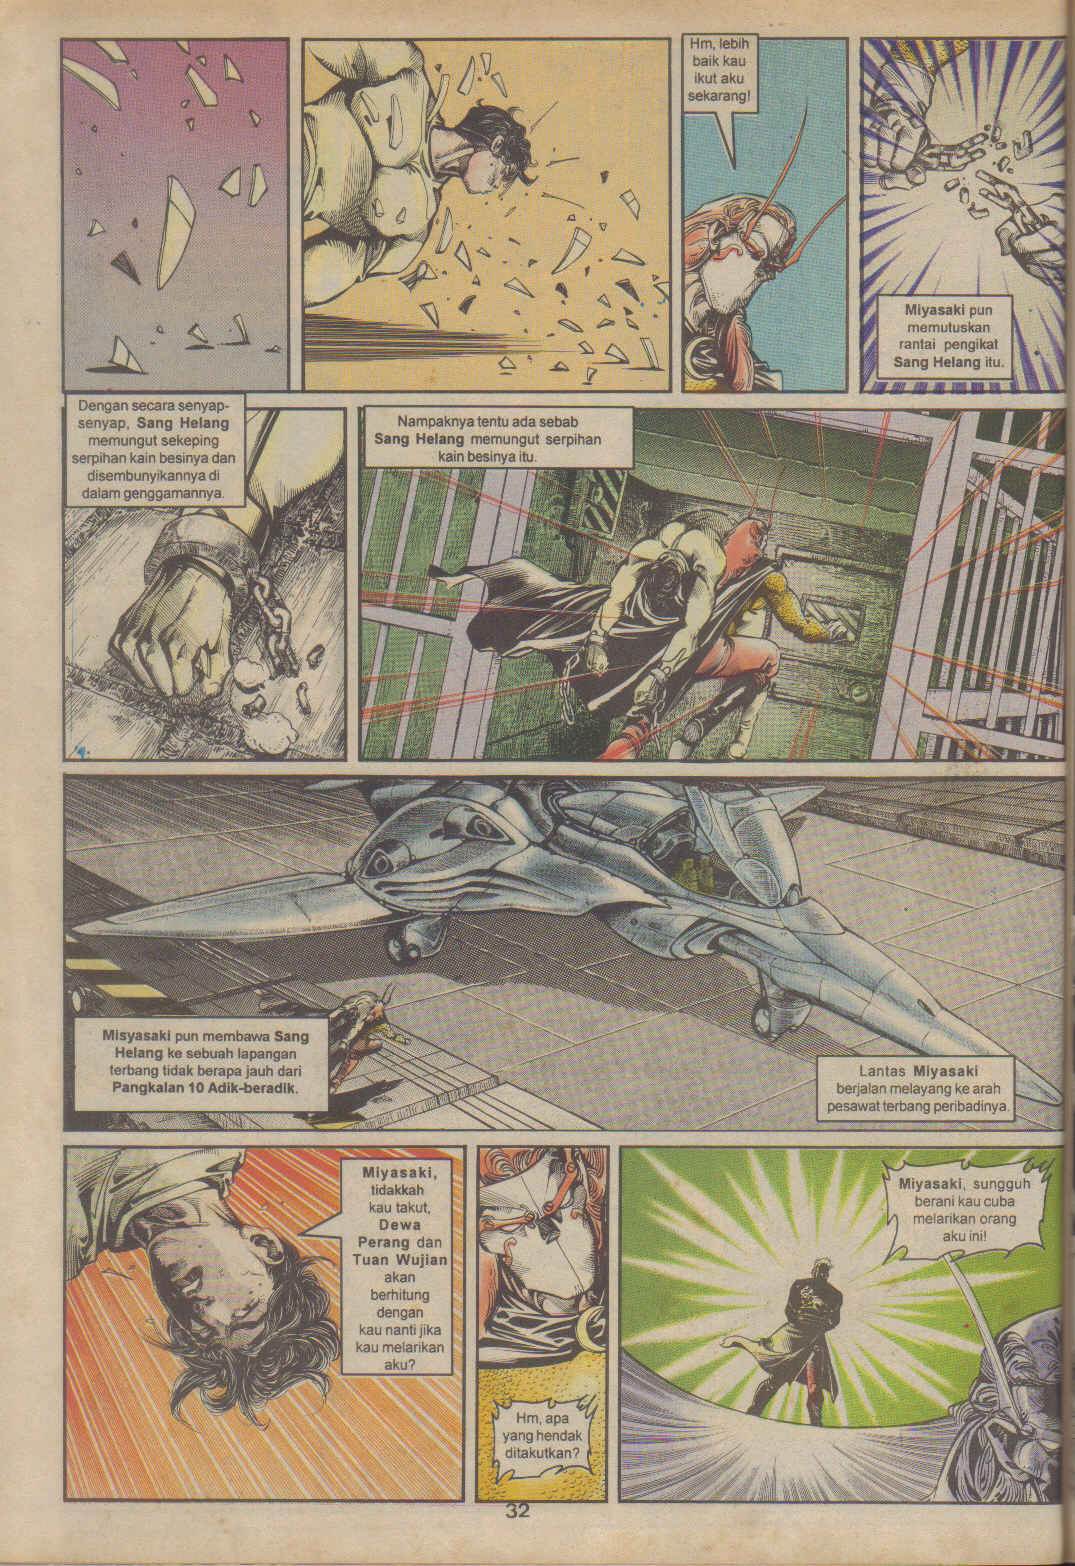 Hm, lebih
baik kau
ikut aku
sekarang!
Miyasaki pun
memutuskan
rantai pengikat
Sang Helang itu.
Dengan secara senyap-
senyap, Sang Helang
memungut sekeping
serpihan kain besinya dan
disembunyikannya di
dalam genggamannya.
Nampaknya tentu ada sebab
Sang Helang memungut serpihan
kain besinya itu.
Misyasaki pun membawa Sang
Helang ke sebuah lapangan
terbang tidak berapa jauh dari
Pangkalan 10 Adik-beradik.
Lantas Miyasaki
berjalan melayang ke arah
pesawat terbang peribadinya.
Miyasaki,
tidakkah
kau takut,
Dewa
Perang dan
Tuan Wujian
akan
berhitung
dengan
kau nanti jika
kau melarikan
aku?
Hm, apa
yang hendak
ditakutkan?
Miyasaki, sungguh
berani kau cuba
melarikan orang
aku ini!
32